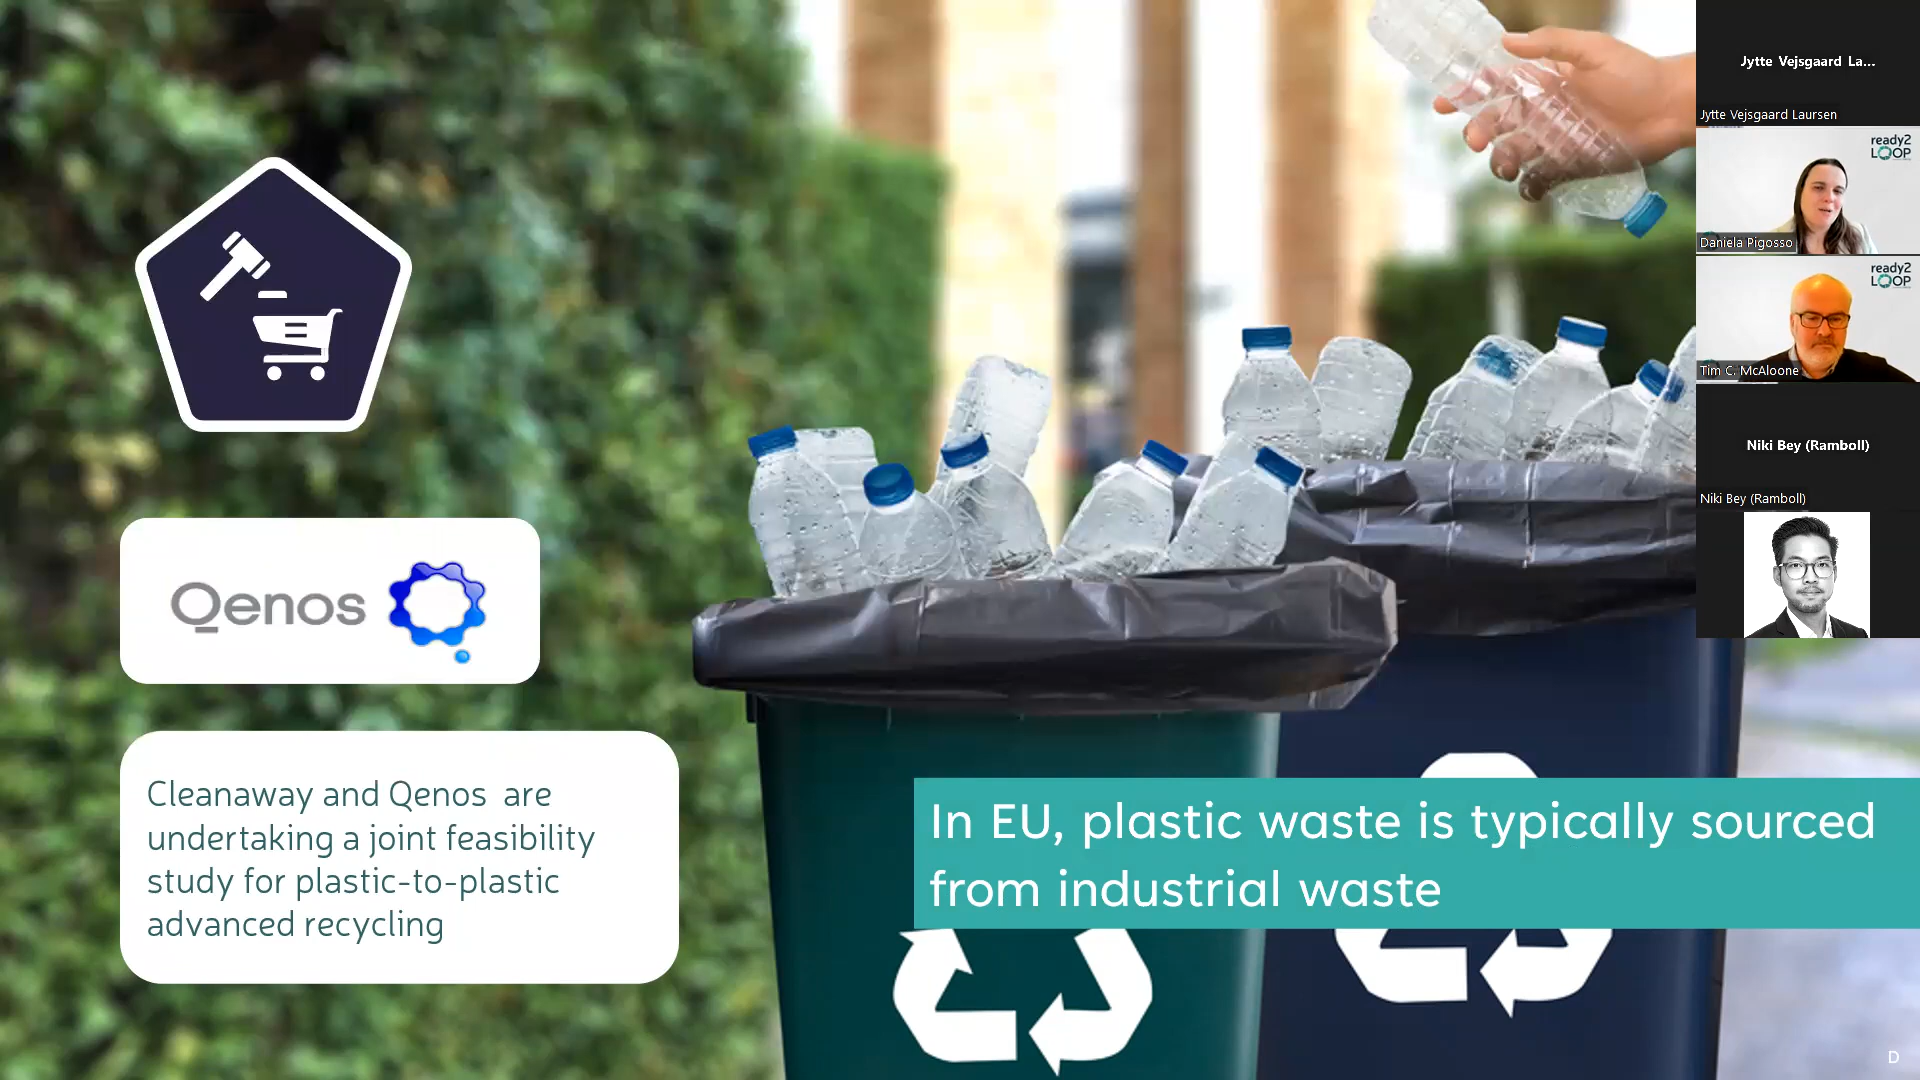 Qenos
Cleanaway and Qenos are
undertaking a joint feasibility
study for plastic-to-plastic
advanced recycling
In EU, plastic waste is typically sourced
from industrial waste
D
Jytte Vejsgaard La...
Jytte Vejsgaard Laursen
ready2
LOOP
Daniela Pigosso
ready2
LOOP
Tim C. McAloone
Niki Bey (Ramboll)
Niki Bey (Ramboll)